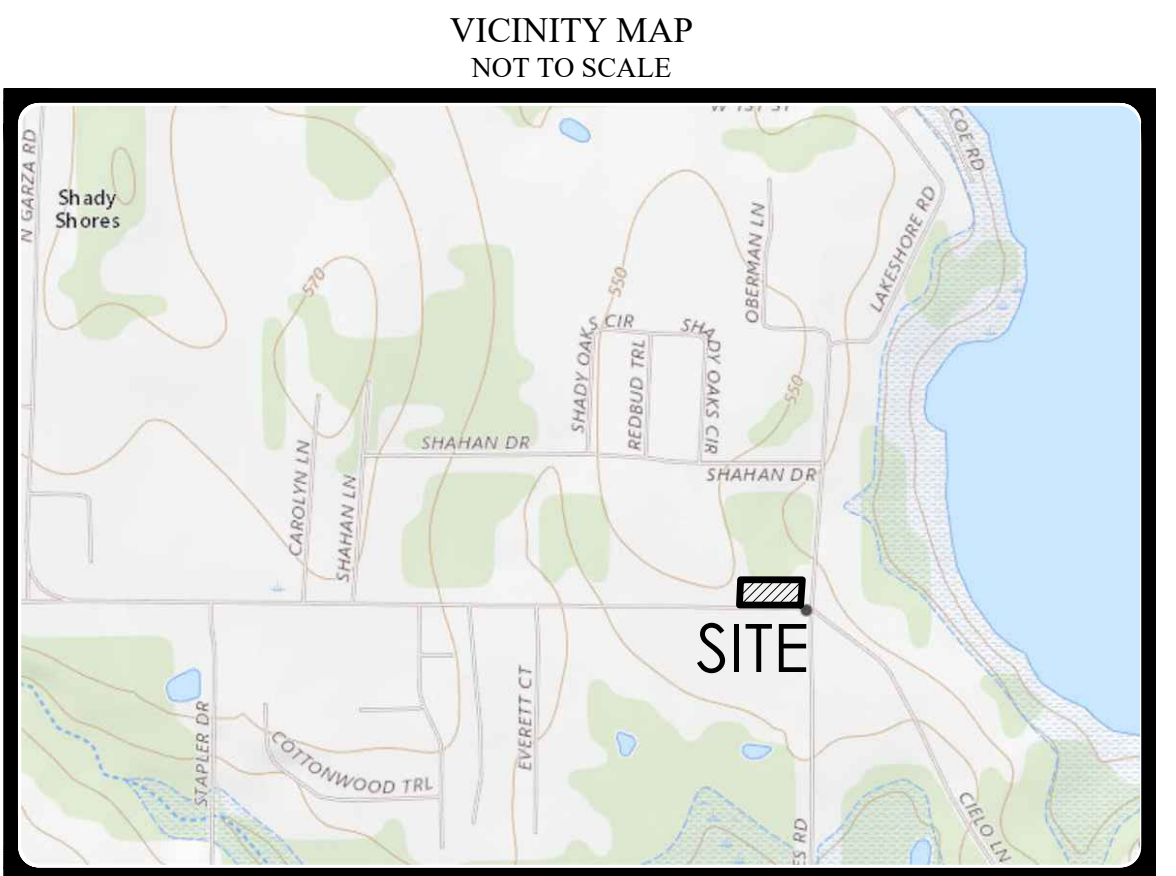 VICINITY MAP
NOT TO SCALE
COE RD
N GARZA RD
Shady
Shores
LAKESHORE RD
OBERMAN LN
570
550
SHADY OAKS CIR
SHADY OAKS CIR
REDBUD TRL
550
SHAHAN DR
SHAHAN DR
CAROLYN LN
SHAHAN LN
SITE
EVERETT CT
STAPLER DR
COTTONWOOD TRL
CIELO LN
ES RD